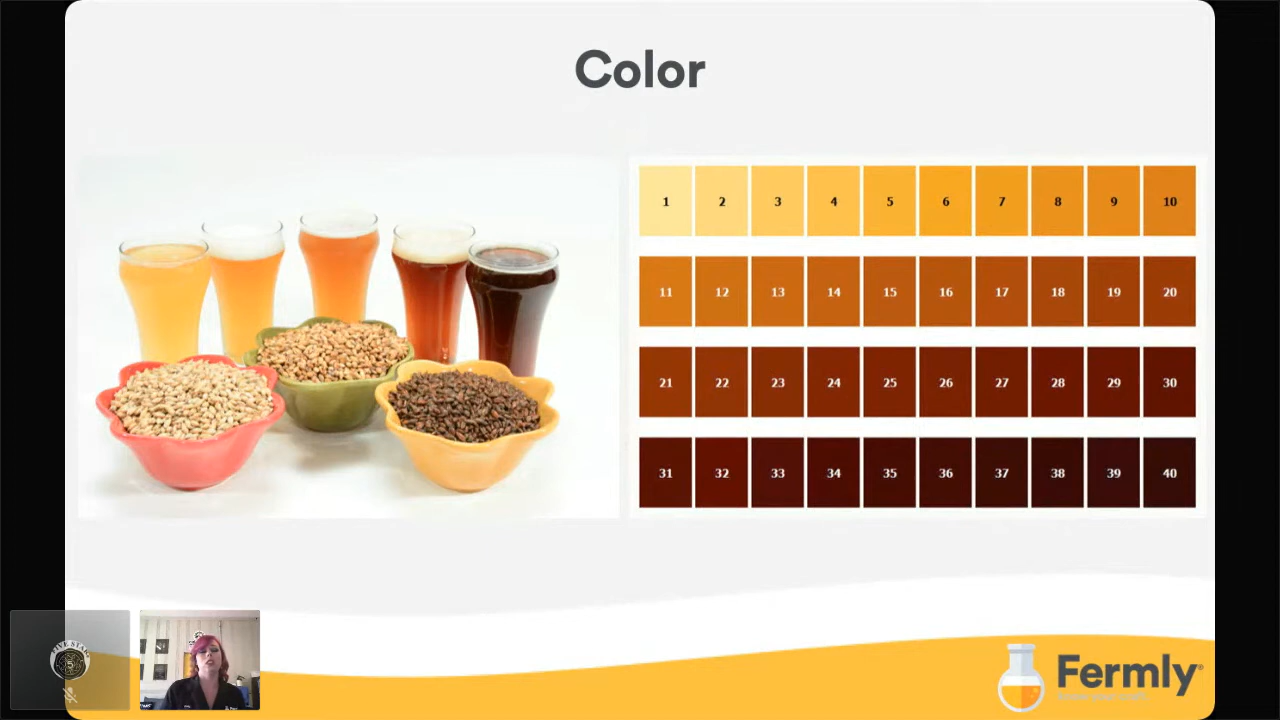 Color
1 2 3 4 5 6 7 8 9 10
11 12 13 14 15 16 17 18 19 20
21 22 23 24 25 26 27 28 29 30
31 32 33 34 35 36 37 38 39 40
FIVE STAR
Fermly®